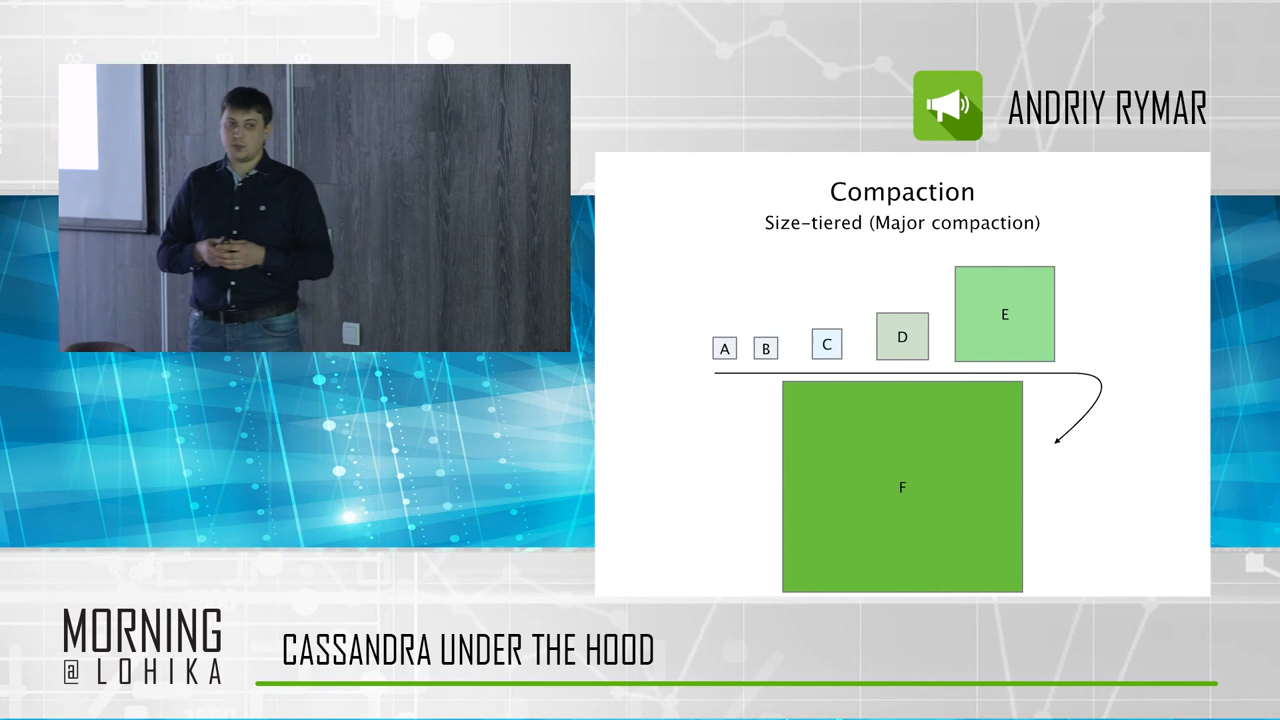 ANDRIY RYMAR
Compaction
Size-tiered (Major compaction)
A
B
C
D
E
F
MORNING
@ LOHIKA
CASSANDRA UNDER THE HOOD